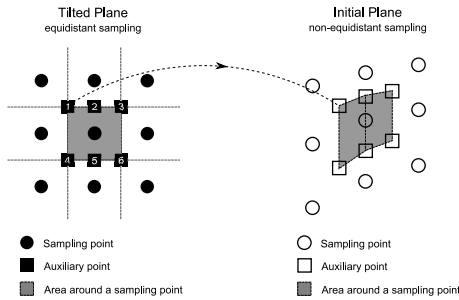 Tilted Plane
equidistant sampling
Initial Plane
non-equidistant sampling
1 2 3
4 5 6
Sampling point
Auxiliary point
Area around a sampling point
Sampling point
Auxiliary point
Area around a sampling point